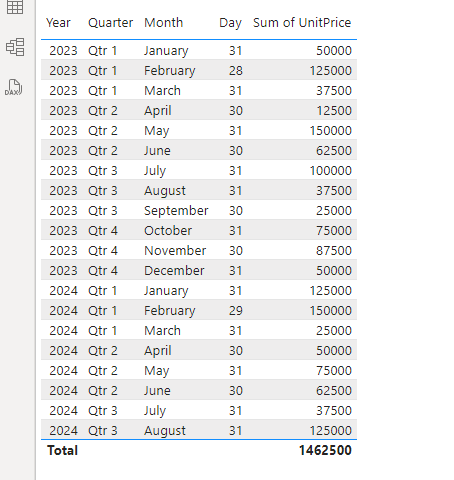 Year Quarter Month Day Sum of UnitPrice
2023 Qtr 1 January 31 50000
2023 Qtr 1 February 28 125000
2023 Qtr 1 March 31 37500
2023 Qtr 2 April 30 12500
2023 Qtr 2 May 31 150000
2023 Qtr 2 June 30 62500
2023 Qtr 3 July 31 100000
2023 Qtr 3 August 31 37500
2023 Qtr 3 September 30 25000
2023 Qtr 4 October 31 75000
2023 Qtr 4 November 30 87500
2023 Qtr 4 December 31 50000
2024 Qtr 1 January 31 125000
2024 Qtr 1 February 29 150000
2024 Qtr 1 March 31 25000
2024 Qtr 2 April 30 50000
2024 Qtr 2 May 31 75000
2024 Qtr 2 June 30 62500
2024 Qtr 3 July 31 37500
2024 Qtr 3 August 31 125000
Total 1462500
DAX